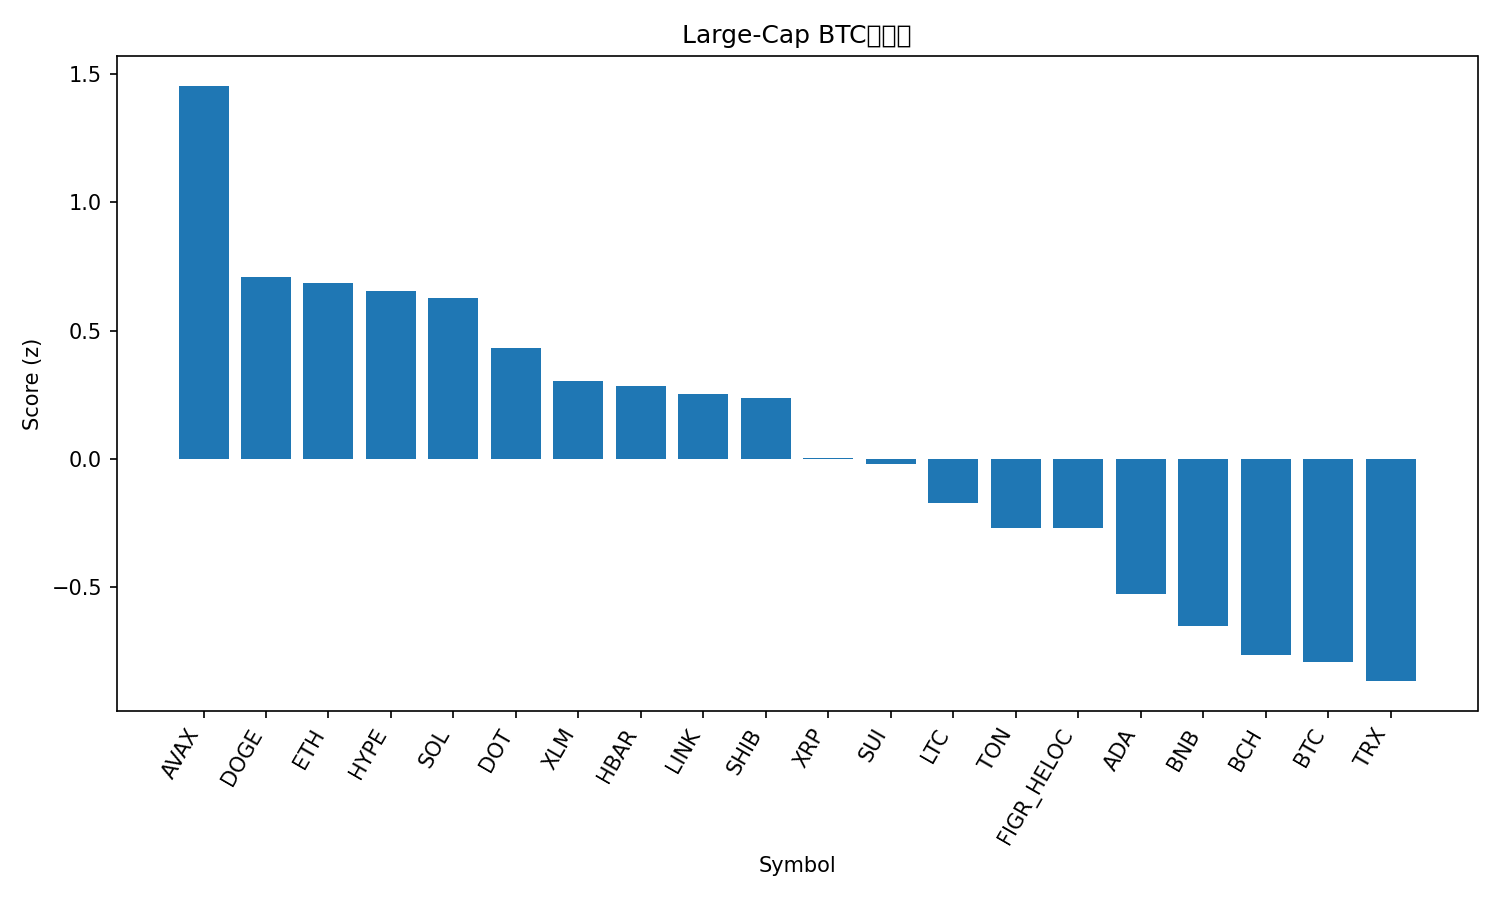 Large-Cap BTC
1.5
1.0
0.5
0.0
−0.5
Score (z)
AVAX
DOGE
ETH
HYPE
SOL
DOT
XLM
HBAR
LINK
SHIB
XRP
SUI
LTC
TON
FIGR_HELOC
ADA
BNB
BCH
BTC
TRX
Symbol